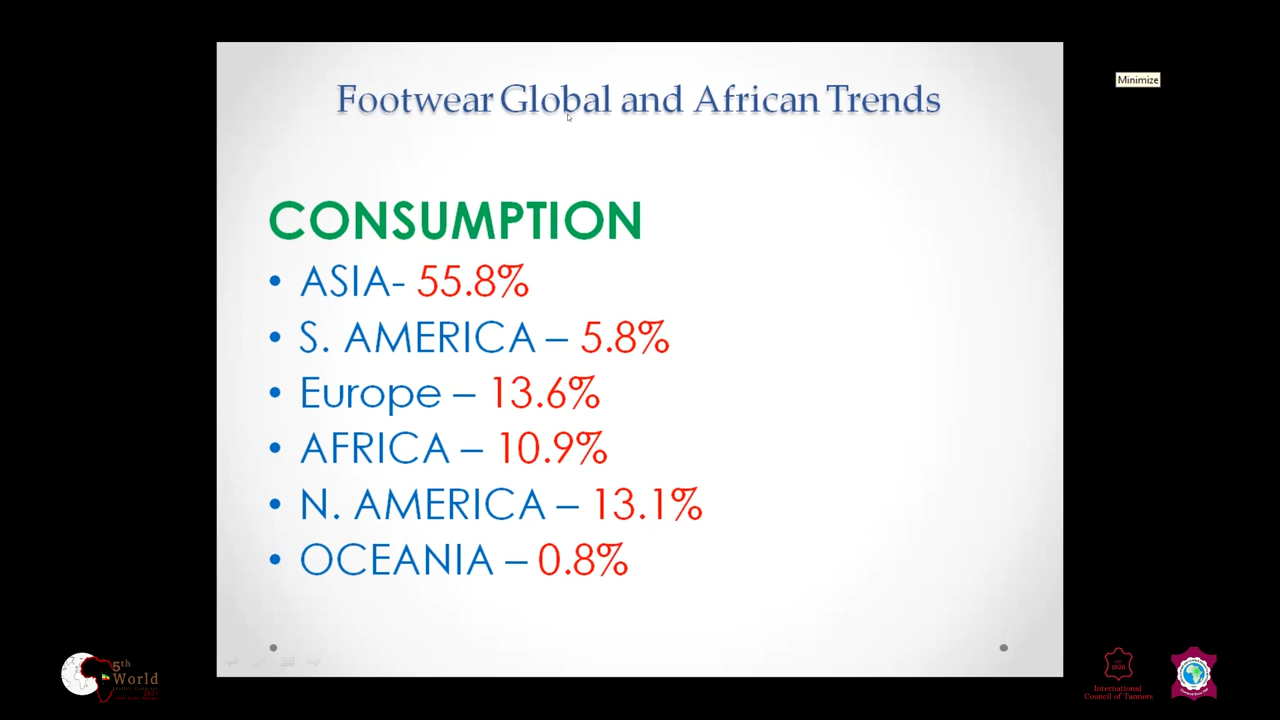 Footwear Global and African Trends
Minimize
CONSUMPTION
• ASIA- 55.8%
• S. AMERICA – 5.8%
• Europe – 13.6%
• AFRICA – 10.9%
• N. AMERICA – 13.1%
• OCEANIA – 0.8%
5th
World
International
Council of Tanners